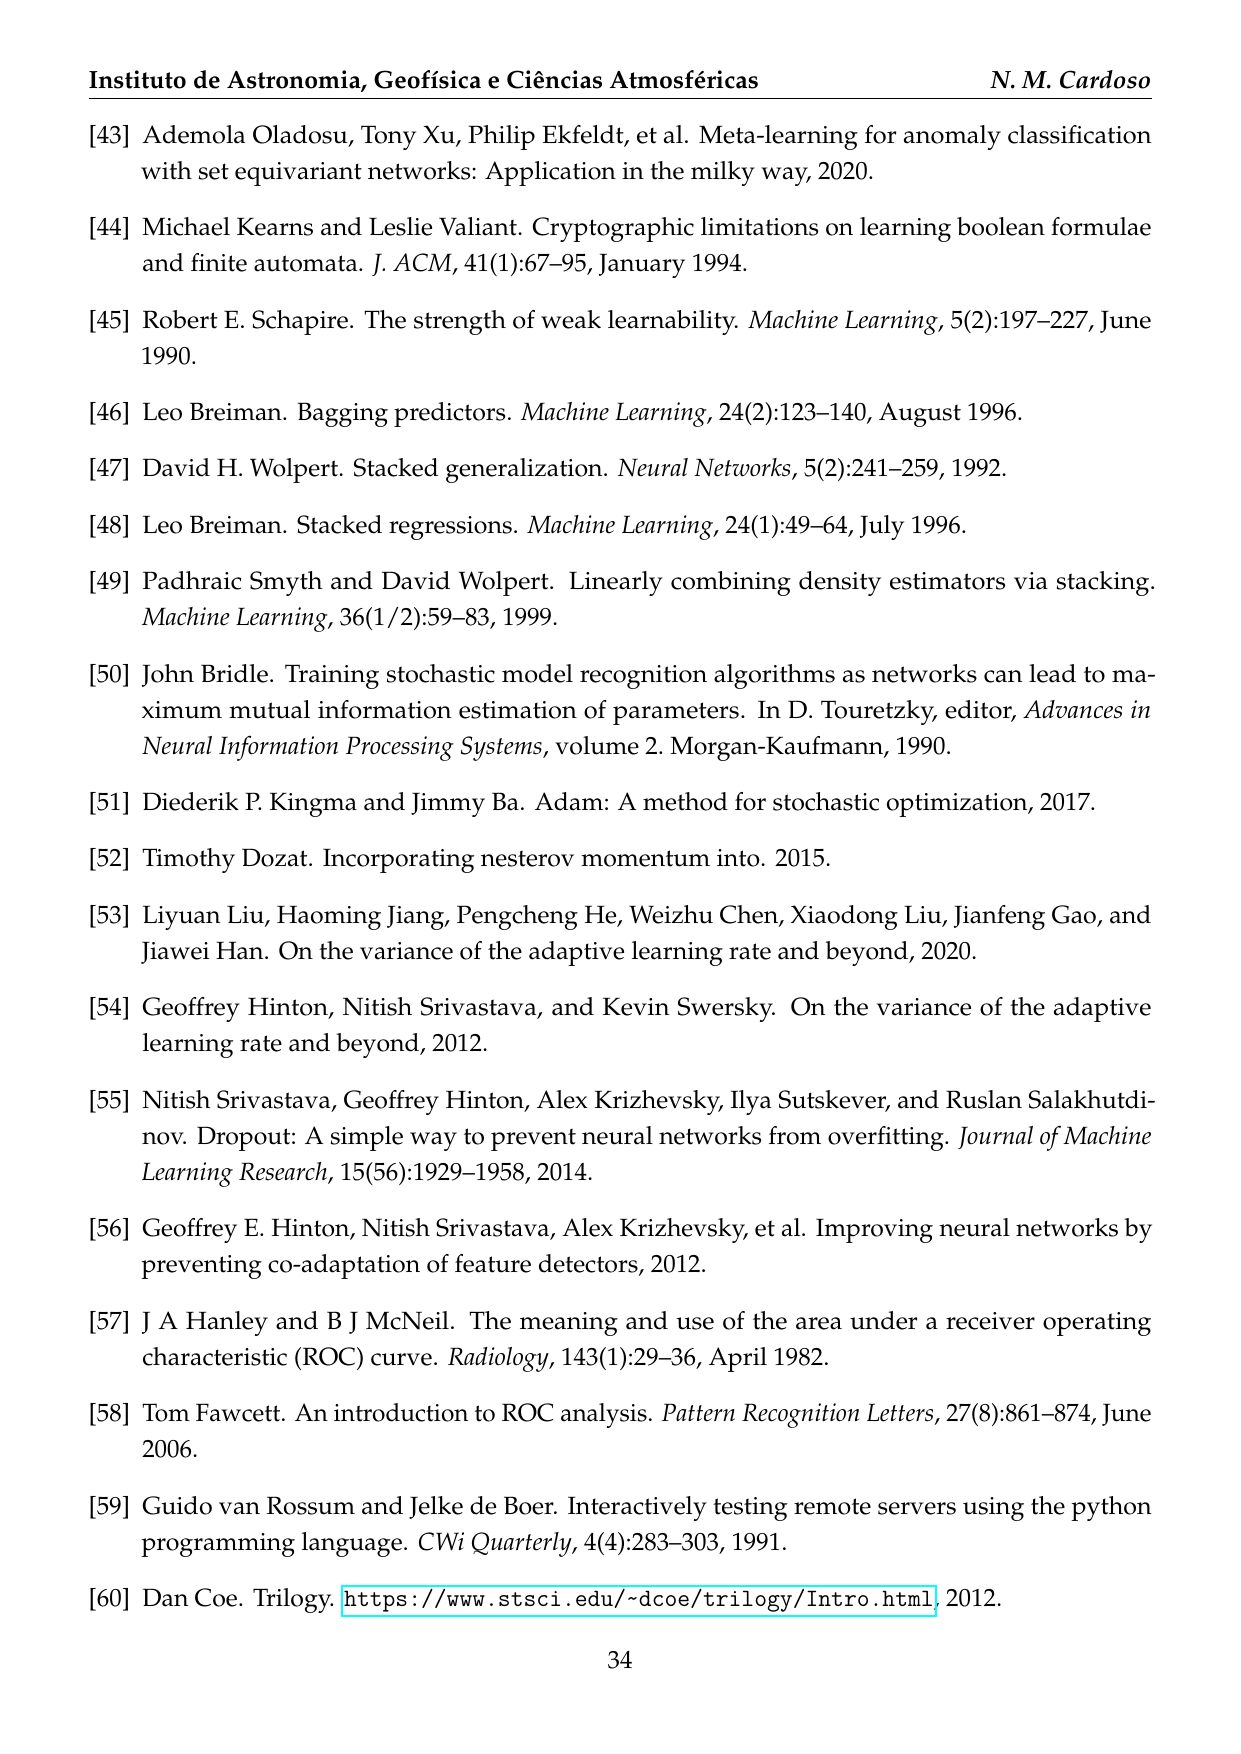 Instituto de Astronomia, Geofísica e Ciências Atmosféricas N. M. Cardoso
[43] Ademola Oladosu, Tony Xu, Philip Ekfeldt, et al. Meta-learning for anomaly classification
with set equivariant networks: Application in the milky way, 2020.
[44] Michael Kearns and Leslie Valiant. Cryptographic limitations on learning boolean formulae
and finite automata. J. ACM, 41(1):67–95, January 1994.
[45] Robert E. Schapire. The strength of weak learnability. Machine Learning, 5(2):197–227, June
1990.
[46] Leo Breiman. Bagging predictors. Machine Learning, 24(2):123–140, August 1996.
[47] David H. Wolpert. Stacked generalization. Neural Networks, 5(2):241–259, 1992.
[48] Leo Breiman. Stacked regressions. Machine Learning, 24(1):49–64, July 1996.
[49] Padhraic Smyth and David Wolpert. Linearly combining density estimators via stacking.
Machine Learning, 36(1/2):59–83, 1999.
[50] John Bridle. Training stochastic model recognition algorithms as networks can lead to ma-
ximum mutual information estimation of parameters. In D. Touretzky, editor, Advances in
Neural Information Processing Systems, volume 2. Morgan-Kaufmann, 1990.
[51] Diederik P. Kingma and Jimmy Ba. Adam: A method for stochastic optimization, 2017.
[52] Timothy Dozat. Incorporating nesterov momentum into. 2015.
[53] Liyuan Liu, Haoming Jiang, Pengcheng He, Weizhu Chen, Xiaodong Liu, Jianfeng Gao, and
Jiawei Han. On the variance of the adaptive learning rate and beyond, 2020.
[54] Geoffrey Hinton, Nitish Srivastava, and Kevin Swersky. On the variance of the adaptive
learning rate and beyond, 2012.
[55] Nitish Srivastava, Geoffrey Hinton, Alex Krizhevsky, Ilya Sutskever, and Ruslan Salakhutdi-
nov. Dropout: A simple way to prevent neural networks from overfitting. Journal of Machine
Learning Research, 15(56):1929–1958, 2014.
[56] Geoffrey E. Hinton, Nitish Srivastava, Alex Krizhevsky, et al. Improving neural networks by
preventing co-adaptation of feature detectors, 2012.
[57] J A Hanley and B J McNeil. The meaning and use of the area under a receiver operating
characteristic (ROC) curve. Radiology, 143(1):29–36, April 1982.
[58] Tom Fawcett. An introduction to ROC analysis. Pattern Recognition Letters, 27(8):861–874, June
2006.
[59] Guido van Rossum and Jelke de Boer. Interactively testing remote servers using the python
programming language. CWi Quarterly, 4(4):283–303, 1991.
[60] Dan Coe. Trilogy. https://www.stsci.edu/~dcoe/trilogy/Intro.html, 2012.
34